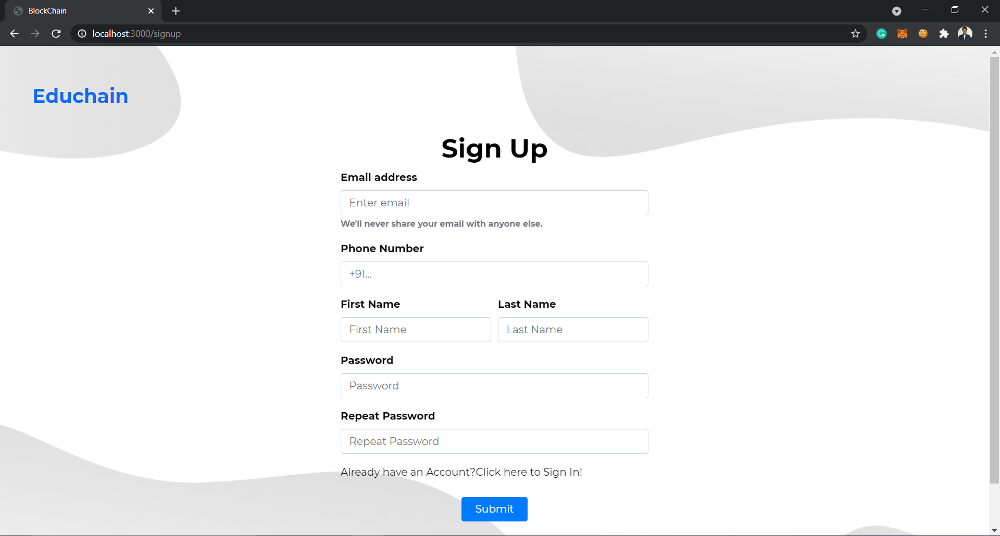 BlockChain
localhost:3000/signup
Educhain
Sign Up
Email address
Enter email
We'll never share your email with anyone else.
Phone Number
+91...
First Name Last Name
First Name Last Name
Password
Password
Repeat Password
Repeat Password
Already have an Account?Click here to Sign In!
Submit